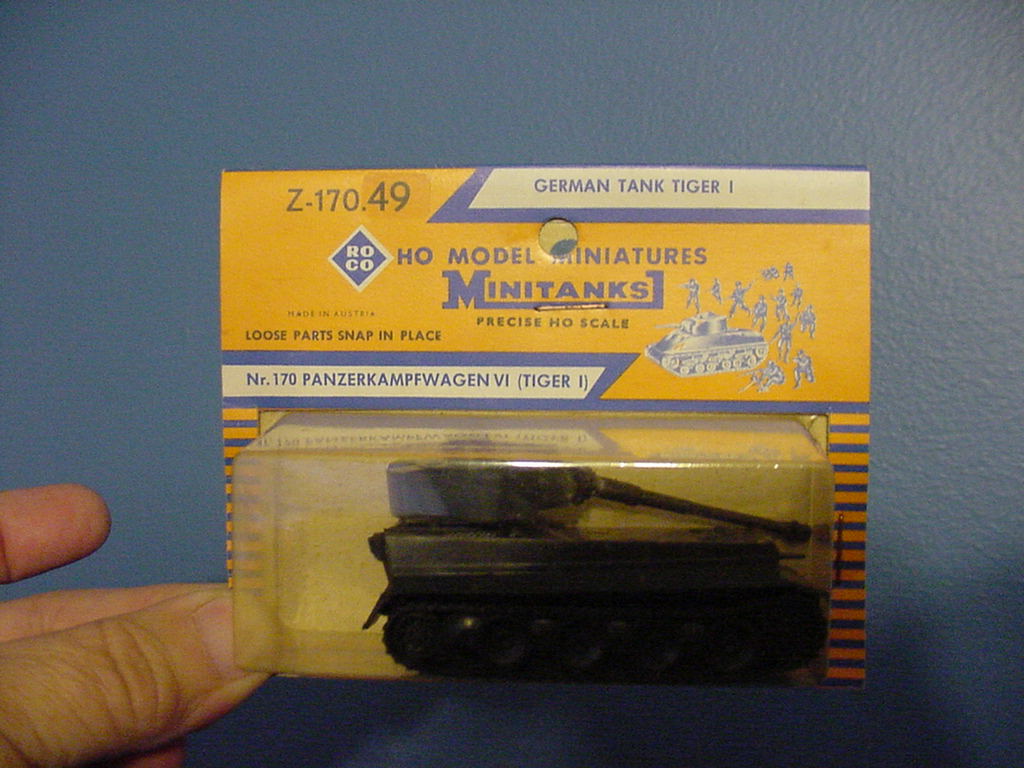 Z-170.49
GERMAN TANK TIGER I
RO
CO
HO MODEL MINIATURES
MINITANKS
PRECISE HO SCALE
MADE IN AUSTRIA
LOOSE PARTS SNAP IN PLACE
Nr. 170 PANZERKAMPFWAGEN VI (TIGER I)